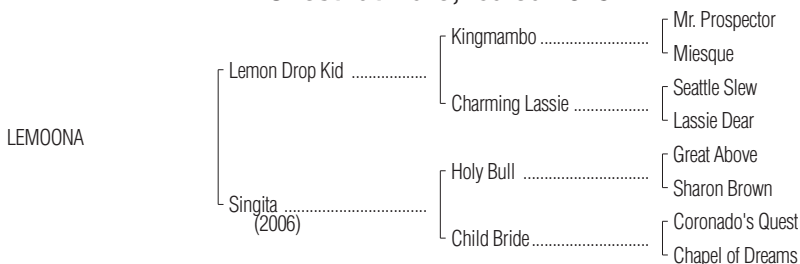 Mr. Prospector
Kingmambo ....................
Miesque
Lemon Drop Kid ..................
Seattle Slew
Charming Lassie ..................
Lassie Dear
LEMOONA
Great Above
Holy Bull ..............................
Sharon Brown
Singita ..................................
(2006)
Coronado's Quest
Child Bride............................
Chapel of Dreams